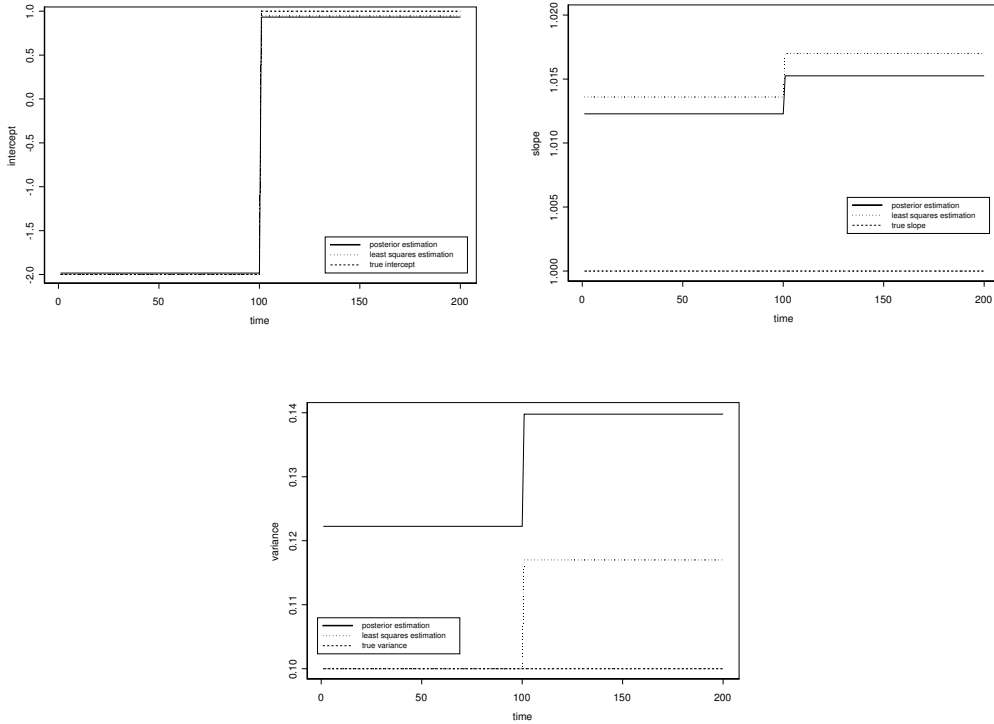 1.0
0.5
0.0
-0.5
-1.0
-1.5
-2.0
intercept
posterior estimation
least squares estimation
true intercept
0
50
100
150
200
time
1.020
1.015
1.010
1.005
1.000
slope
posterior estimation
least squares estimation
true slope
0
50
100
150
200
time
0.14
0.13
0.12
0.11
0.10
variance
posterior estimation
least squares estimation
true variance
0
50
100
150
200
time